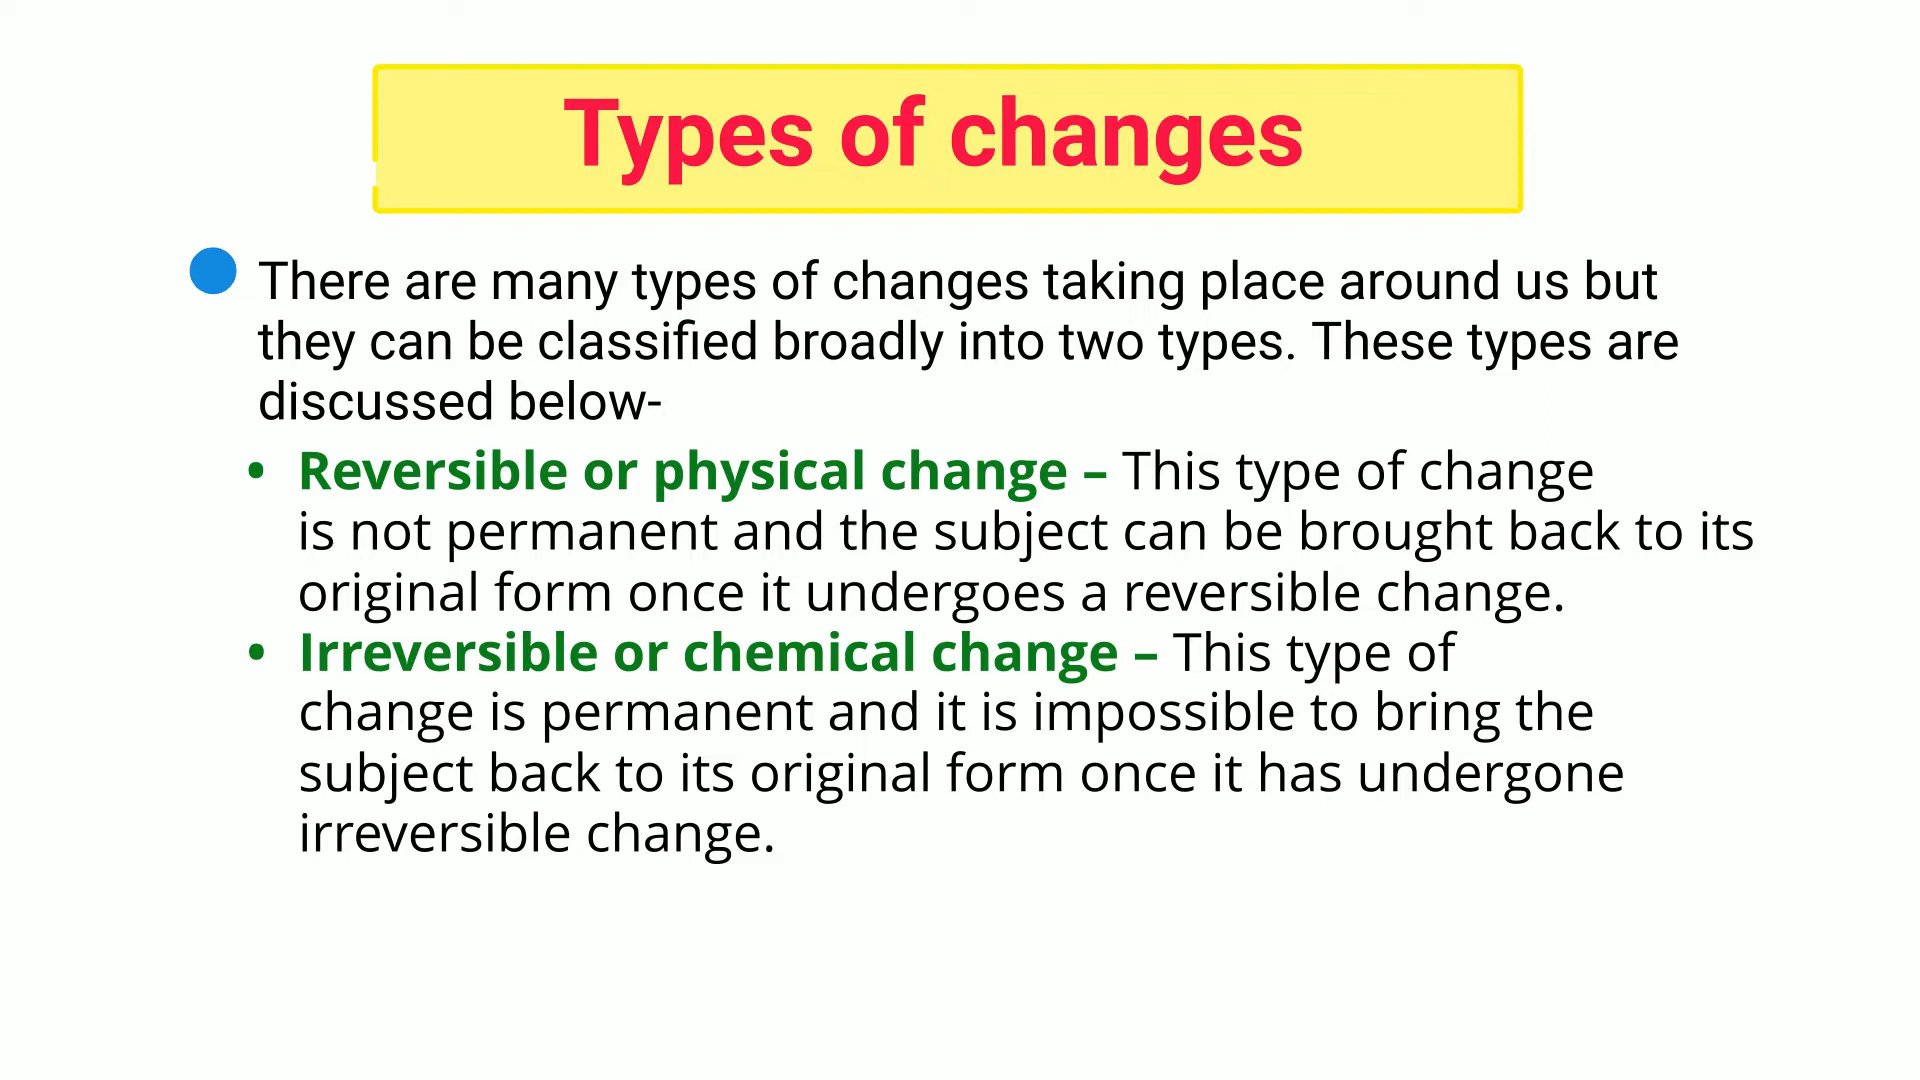 Types of changes
There are many types of changes taking place around us but
they can be classified broadly into two types. These types are
discussed below-
• Reversible or physical change – This type of change
is not permanent and the subject can be brought back to its
original form once it undergoes a reversible change.
• Irreversible or chemical change – This type of
change is permanent and it is impossible to bring the
subject back to its original form once it has undergone
irreversible change.